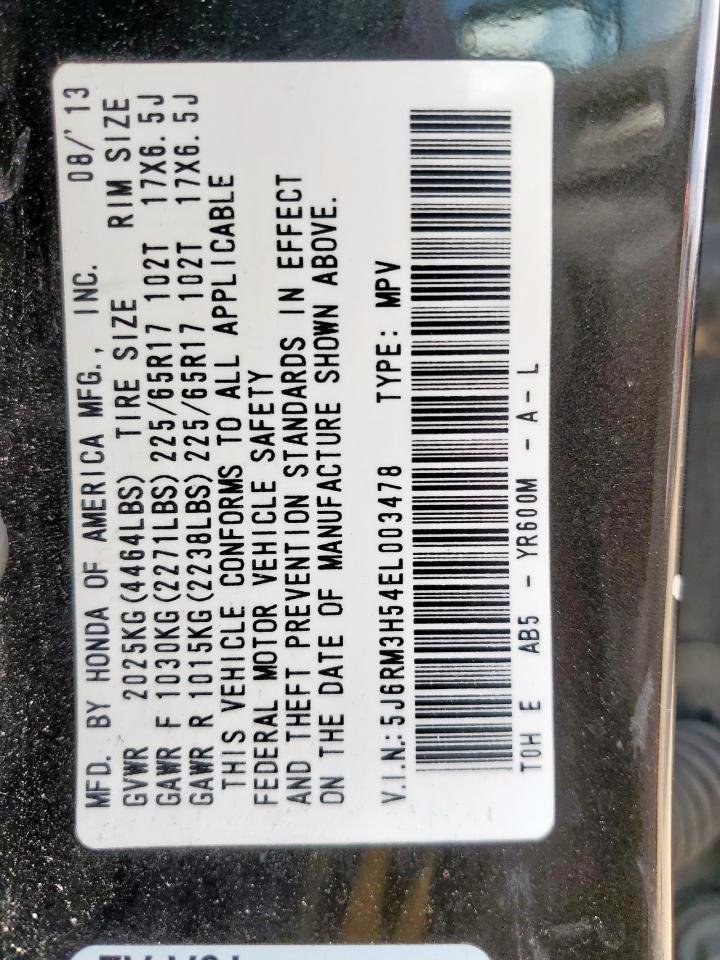 MFD. BY HONDA OF AMERICA MFG., INC. 08/'13
GVWR 2025KG(4464LBS) TIRE SIZE RIM SIZE
GAWR F 1030KG(2271LBS) 225/65R17 102T 17X6.5J
GAWR R 1015KG(2238LBS) 225/65R17 102T 17X6.5J
THIS VEHICLE CONFORMS TO ALL APPLICABLE
FEDERAL MOTOR VEHICLE SAFETY
AND THEFT PREVENTION STANDARDS IN EFFECT
ON THE DATE OF MANUFACTURE SHOWN ABOVE.
V.I.N.:5J6RM3H54EL003478 TYPE: MPV
TOH E AB5 - YR600M - A - L